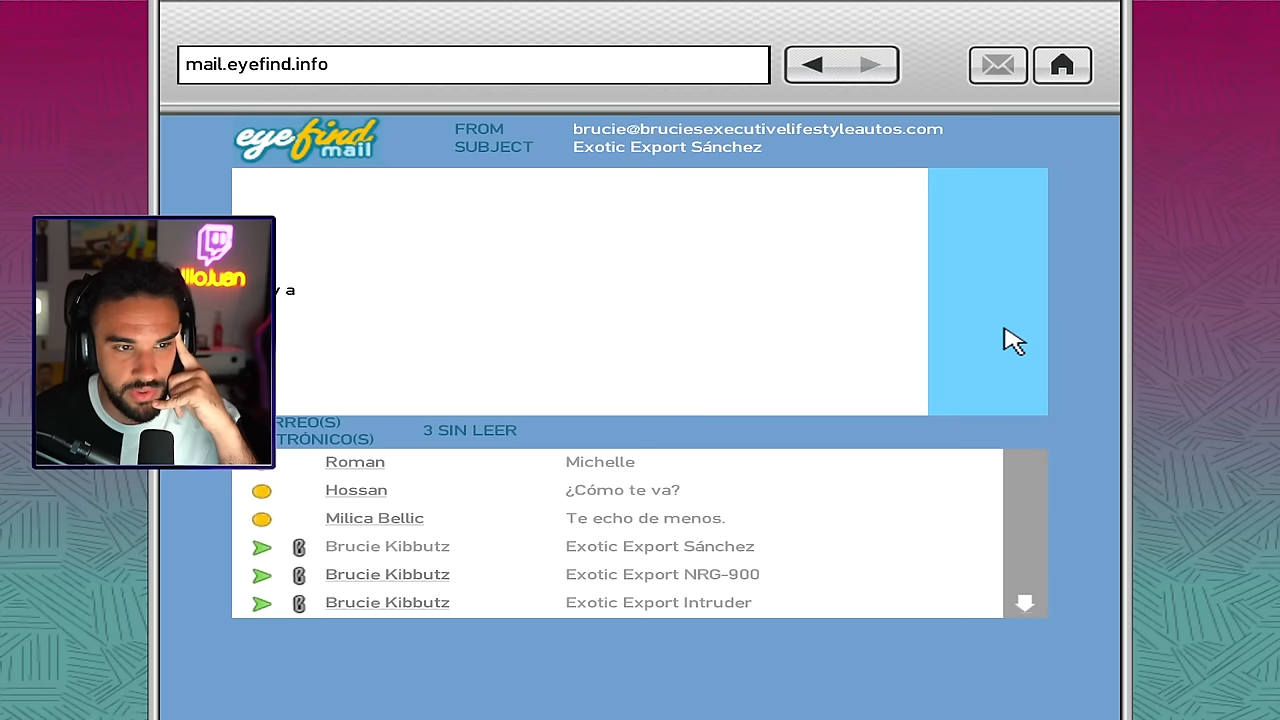 mail.eyefind.info
eyefind mail
FROM brucie@bruciesexecutivelifestyleautos.com
SUBJECT Exotic Export Sánchez
y a
RREO(S)
TRÓNICO(S)
3 SIN LEER
Roman Michelle
Hossan ¿Cómo te va?
Milica Bellic Te echo de menos.
Brucie Kibbutz Exotic Export Sánchez
Brucie Kibbutz Exotic Export NRG-900
Brucie Kibbutz Exotic Export Intruder
lloJuan